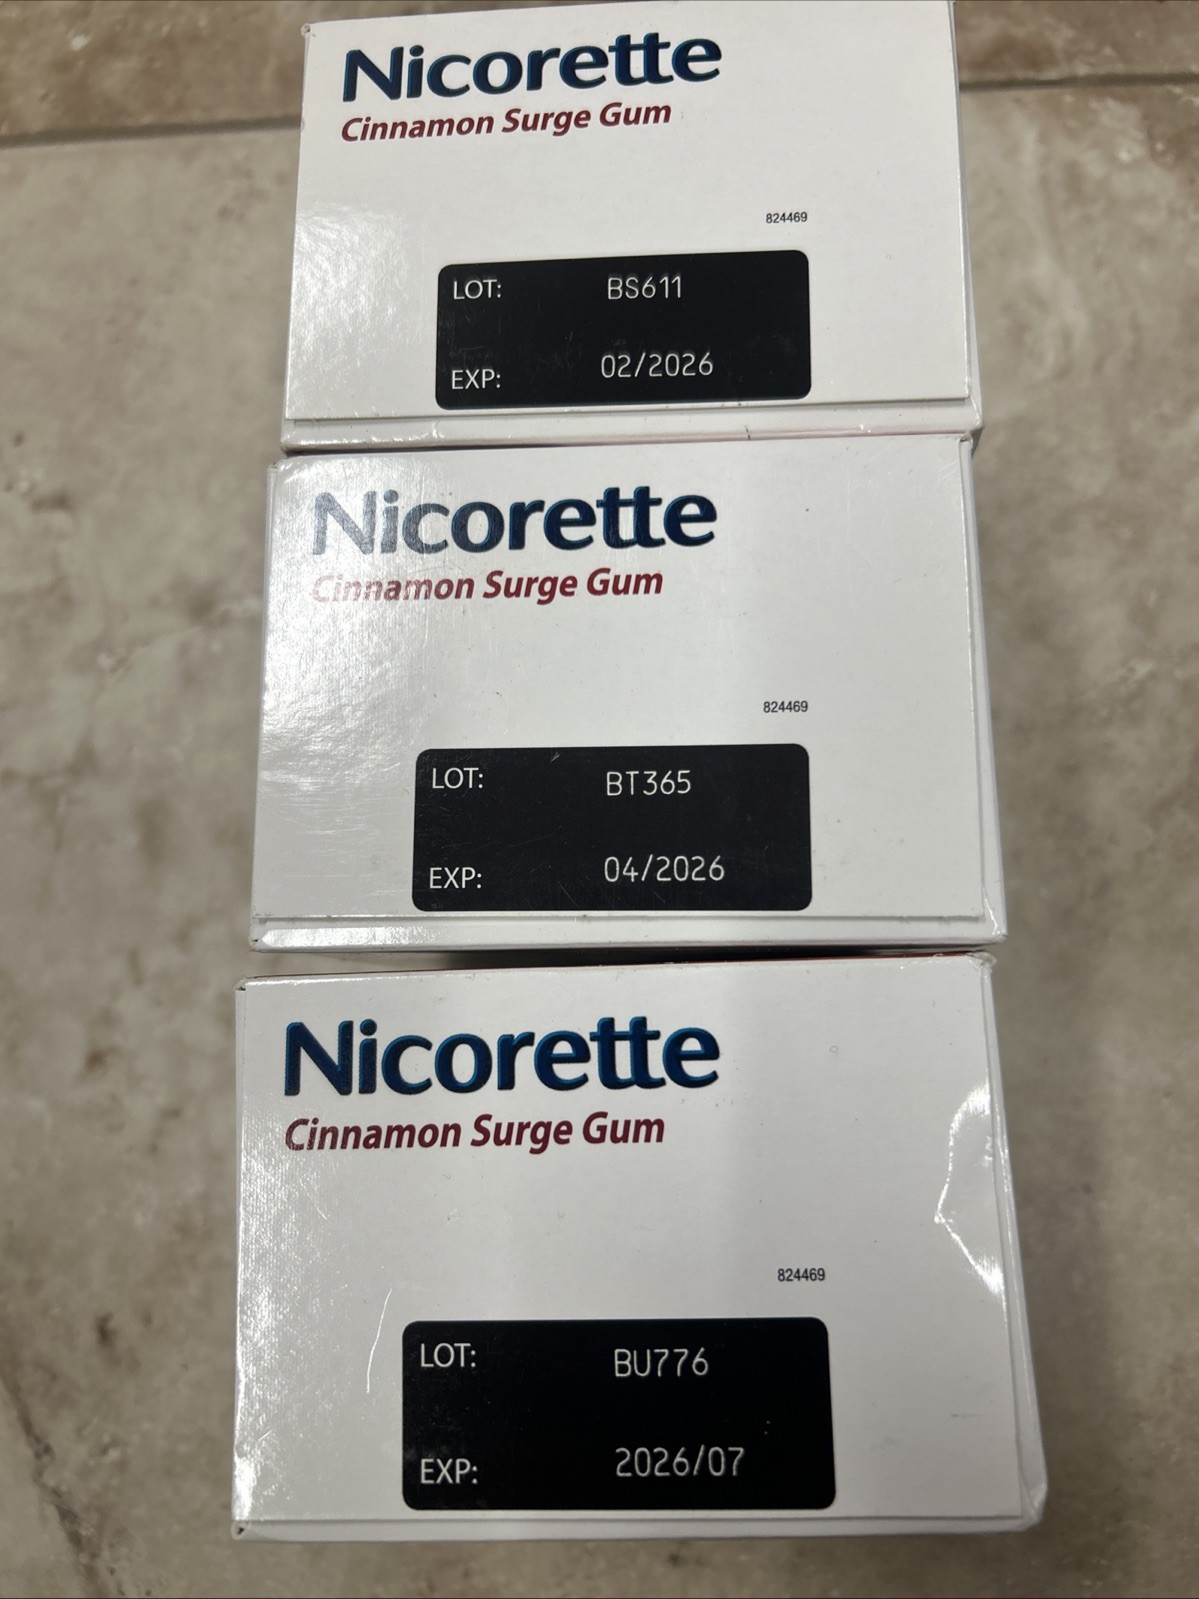 Nicorette
Cinnamon Surge Gum
824469
LOT: BS611
EXP: 02/2026
Nicorette
Cinnamon Surge Gum
824469
LOT: BT365
EXP: 04/2026
Nicorette
Cinnamon Surge Gum
824469
LOT: BU776
EXP: 2026/07